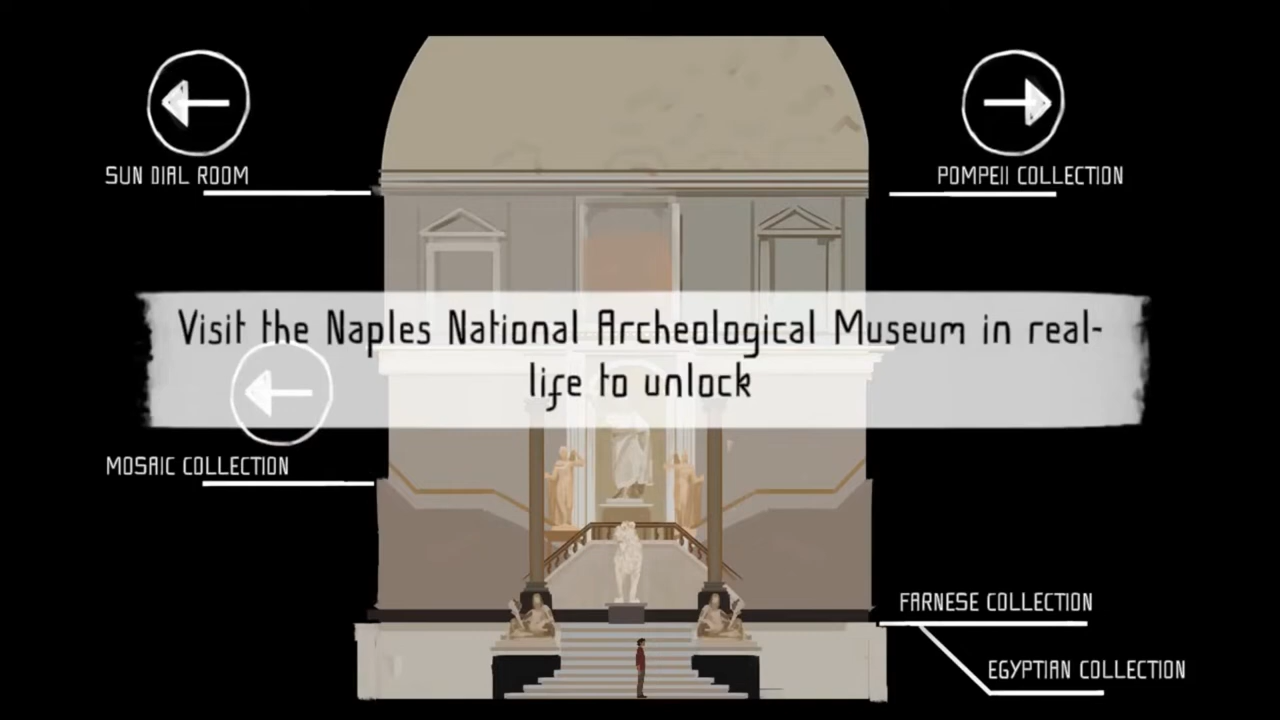 SUN DIAL ROOM
POMPEII COLLECTION
Visit the Naples National Archeological Museum in real-
life to unlock
MOSAIC COLLECTION
FARNESE COLLECTION
EGYPTIAN COLLECTION